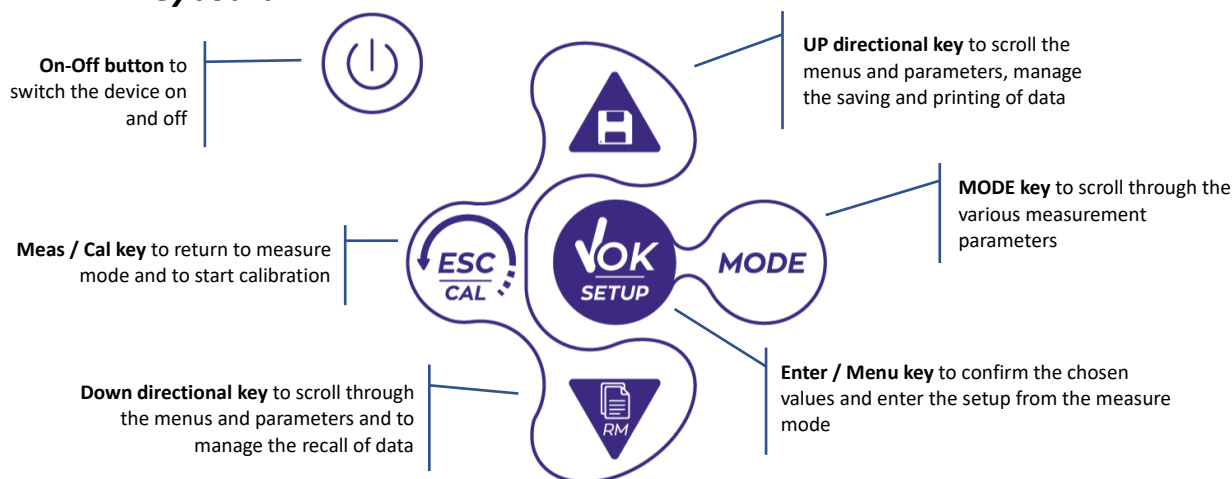 On-Off button to
switch the device on
and off
UP directional key to scroll the
menus and parameters, manage
the saving and printing of data
MODE key to scroll through the
various measurement
parameters
Meas / Cal key to return to measure
mode and to start calibration
ESC
CAL
OK
SETUP
MODE
Down directional key to scroll through
the menus and parameters and to
manage the recall of data
RM
Enter / Menu key to confirm the chosen
values and enter the setup from the measure
mode